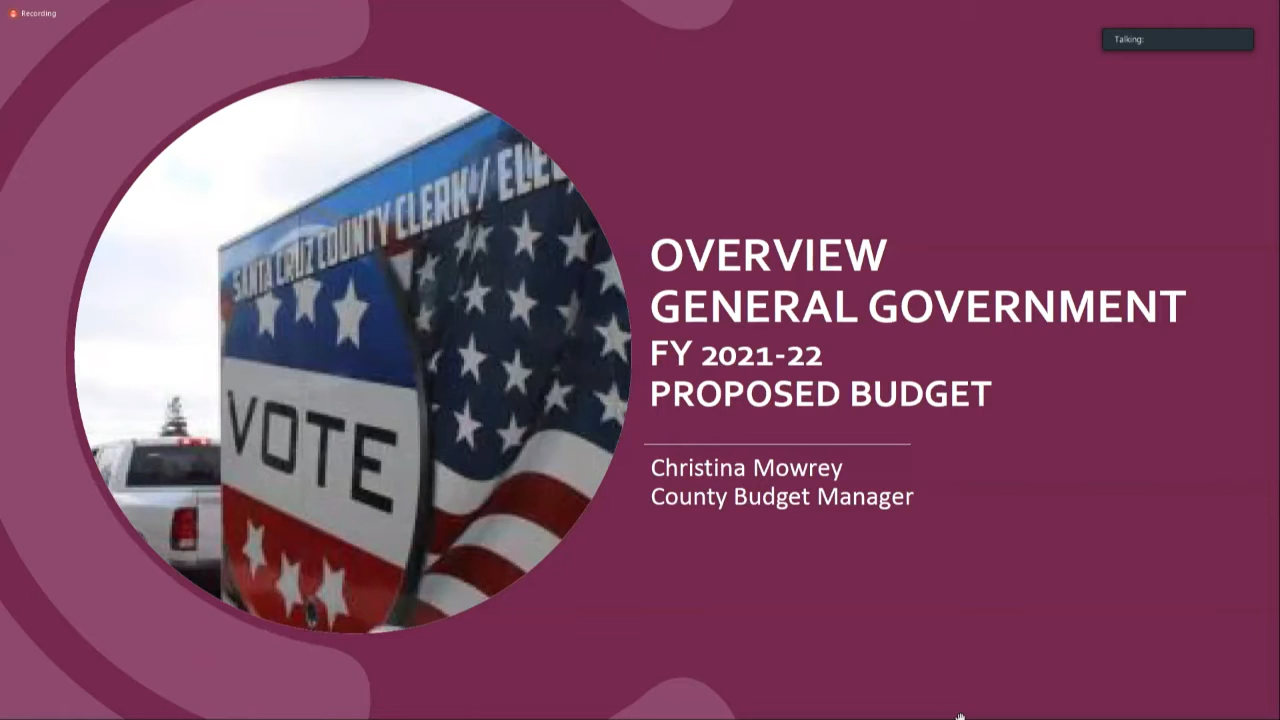 Recording
Talking:
SANTA CRUZ COUNTY CLERK / ELE
VOTE
OVERVIEW
GENERAL GOVERNMENT
FY 2021-22
PROPOSED BUDGET
Christina Mowrey
County Budget Manager